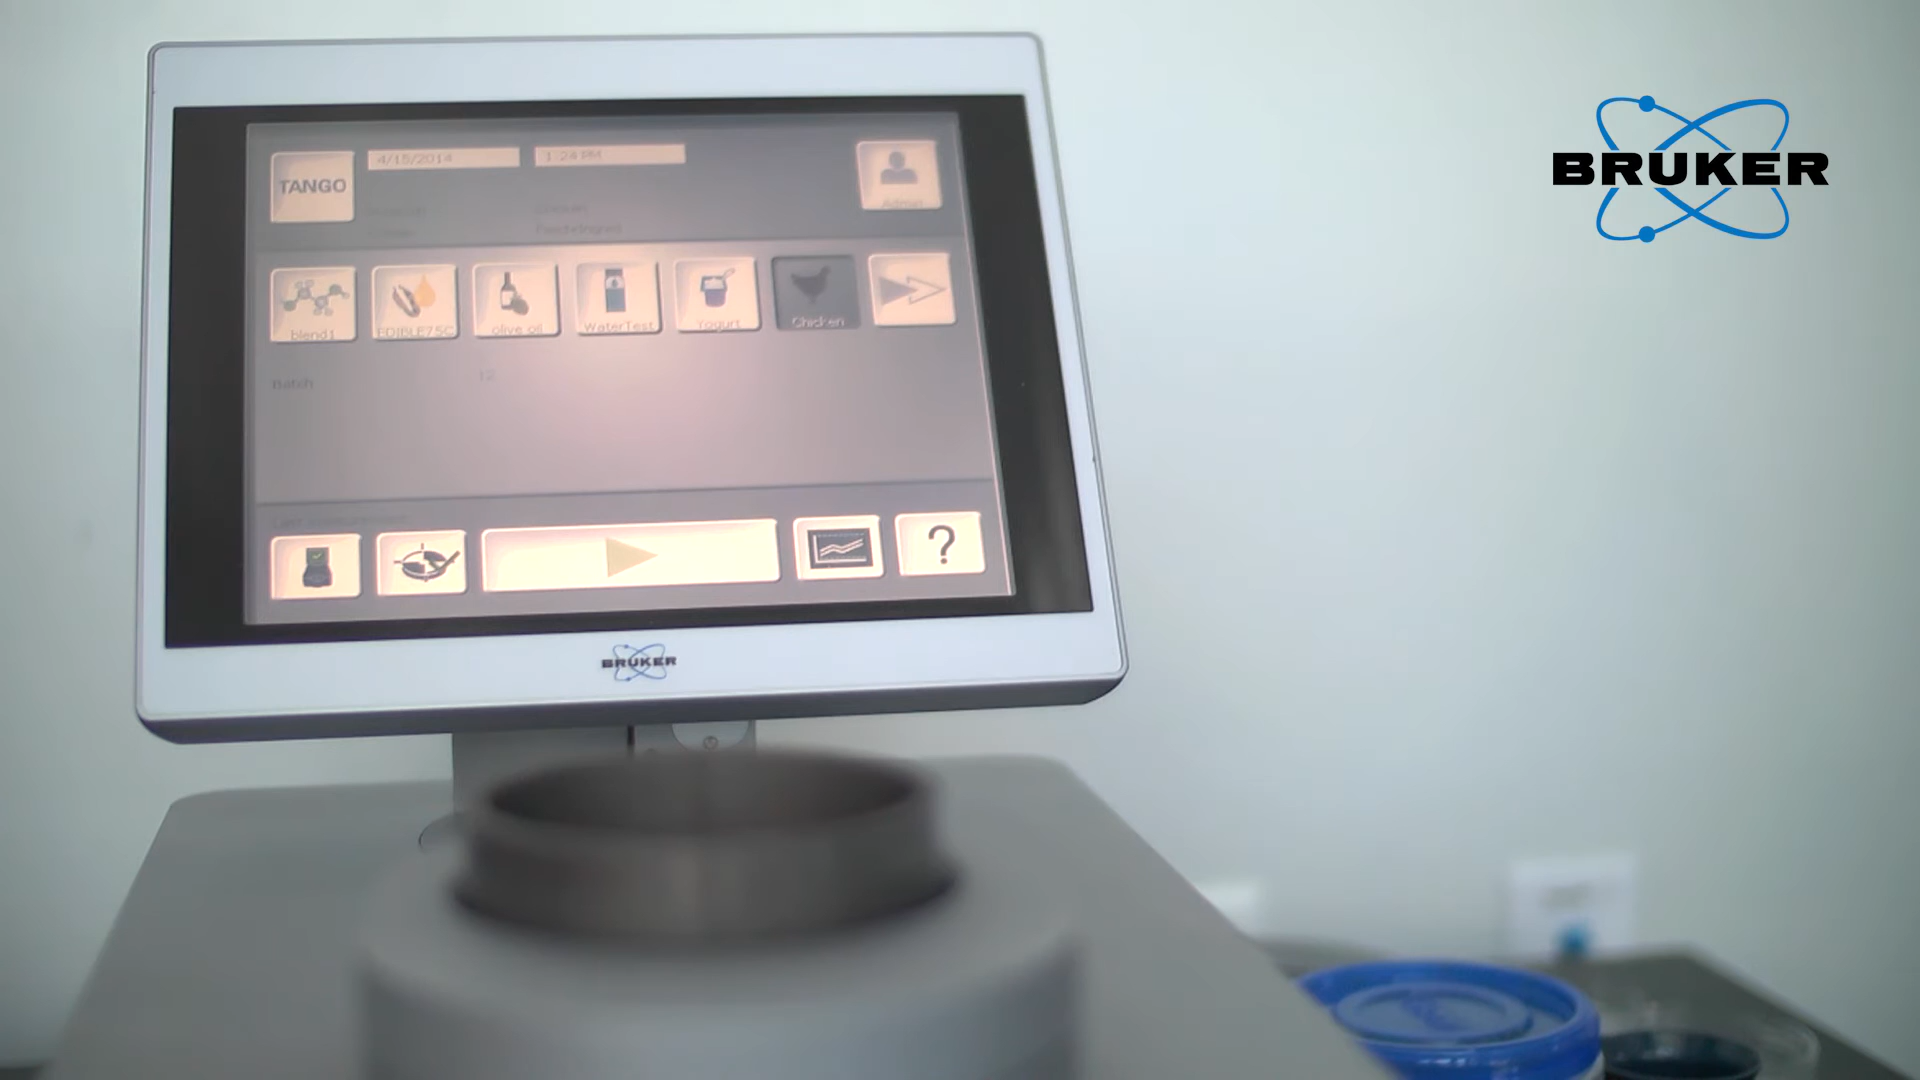 BRUKER
4/15/2014 1:24 PM
TANGO
Admin
blend1 EDIBLE75C olive oil WaterTest Yogurt Chicken
Batch 12
?
BRUKER